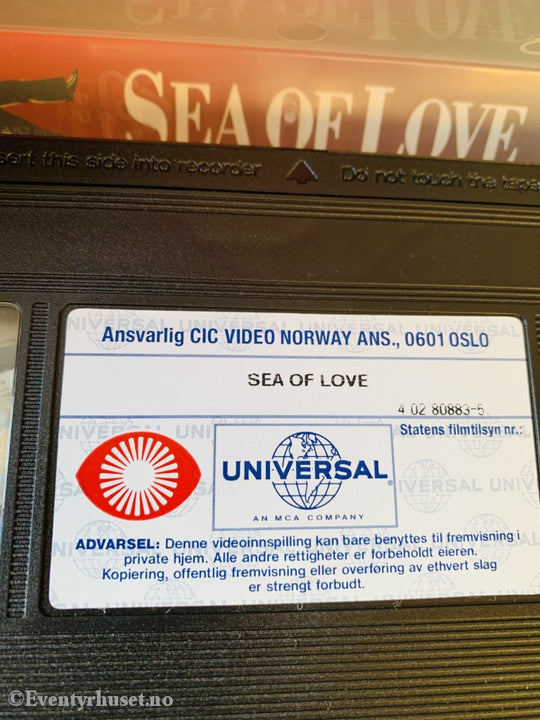 SEA OF LOVE
ert this side into recorder Do not touch the tape
Ansvarlig CIC VIDEO NORWAY ANS., 0601 OSLO
SEA OF LOVE
4 02 80883-5
Statens filmtilsyn nr.:
UNIVERSAL
AN MCA COMPANY
ADVARSEL: Denne videoinnspilling kan bare benyttes til fremvisning i
private hjem. Alle andre rettigheter er forbeholdt eieren.
Kopiering, offentlig fremvisning eller overføring av ethvert slag
er strengt forbudt.
©Eventyrhuset.no